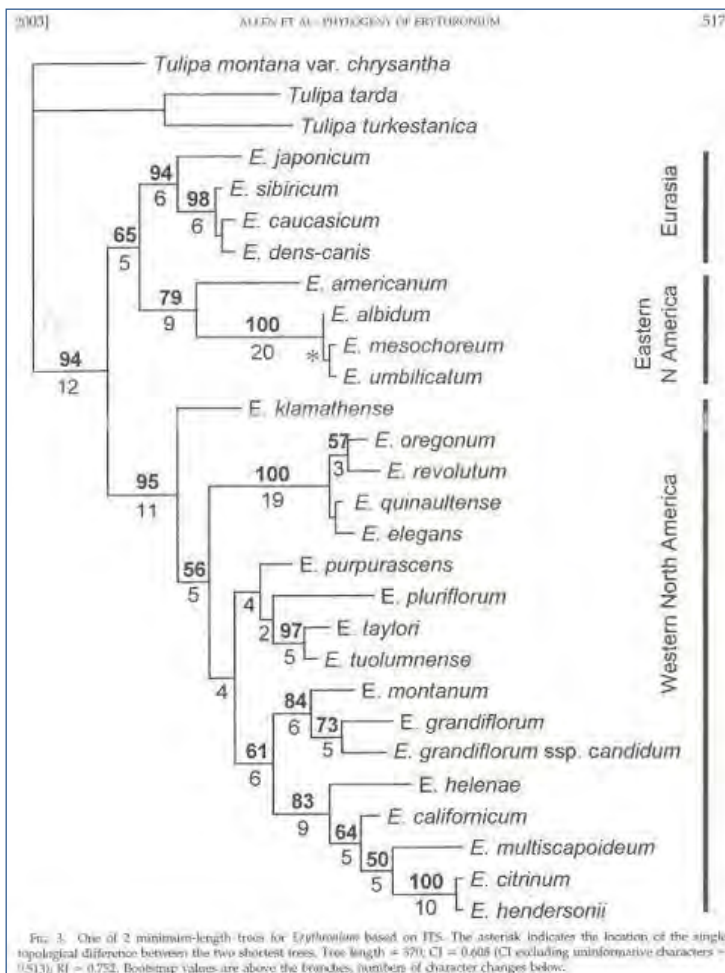 2003]
ALLEN ET AL.: PHYLOGENY OF ERYTHRONIUM
517
Tulipa montana var. chrysantha
Tulipa tarda
Tulipa turkestanica
E. japonicum
94
6
98
6
E. sibiricum
E. caucasicum
E. dens-canis
Eurasia
65
5
E. americanum
79
9
E. albidum
100
20
*
E. mesochoreum
E. umbilicatum
Eastern
N America
94
12
E. klamathense
57
3
E. oregonum
E. revolutum
100
19
95
11
E. quinaultense
E. elegans
56
5
E. purpurascens
4
E. pluriflorum
2
97
5
E. taylori
E. tuolumnense
4
E. montanum
84
6
73
5
E. grandiflorum
E. grandiflorum ssp. candidum
61
6
E. helenae
83
9
E. californicum
64
5
E. multiscapoideum
50
5
100
10
E. citrinum
E. hendersonii
Western North America
FIG. 3. One of 2 minimum-length trees for Erythronium based on ITS. The asterisk indicates the location of the single
topological difference between the two shortest trees. Tree length = 370; CI = 0.608 (CI excluding uninformative characters =
0.513); RI = 0.752. Bootstrap values are above the branches, numbers of character changes below.